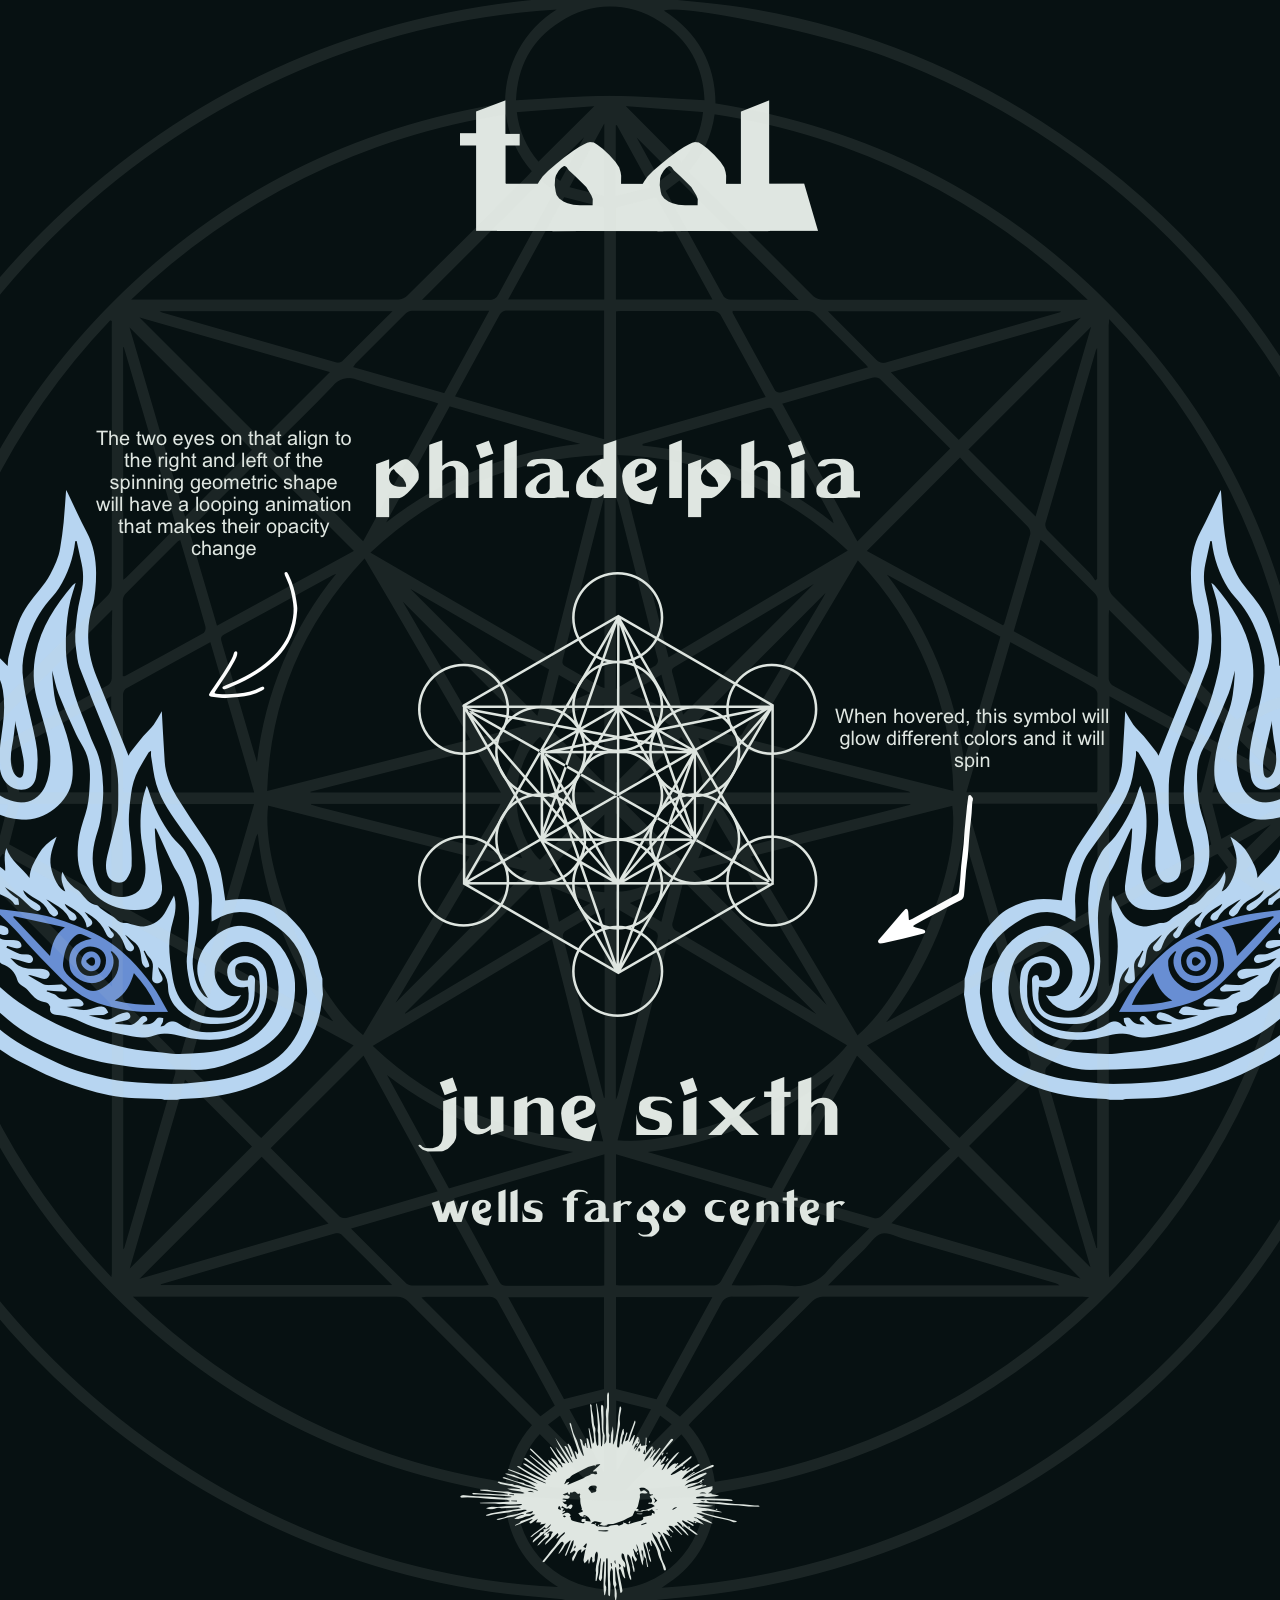 tool
The two eyes on that align to
the right and left of the
spinning geometric shape
will have a looping animation
that makes their opacity
change
philadelphia
When hovered, this symbol will
glow different colors and it will
spin
june sixth
wells fargo center